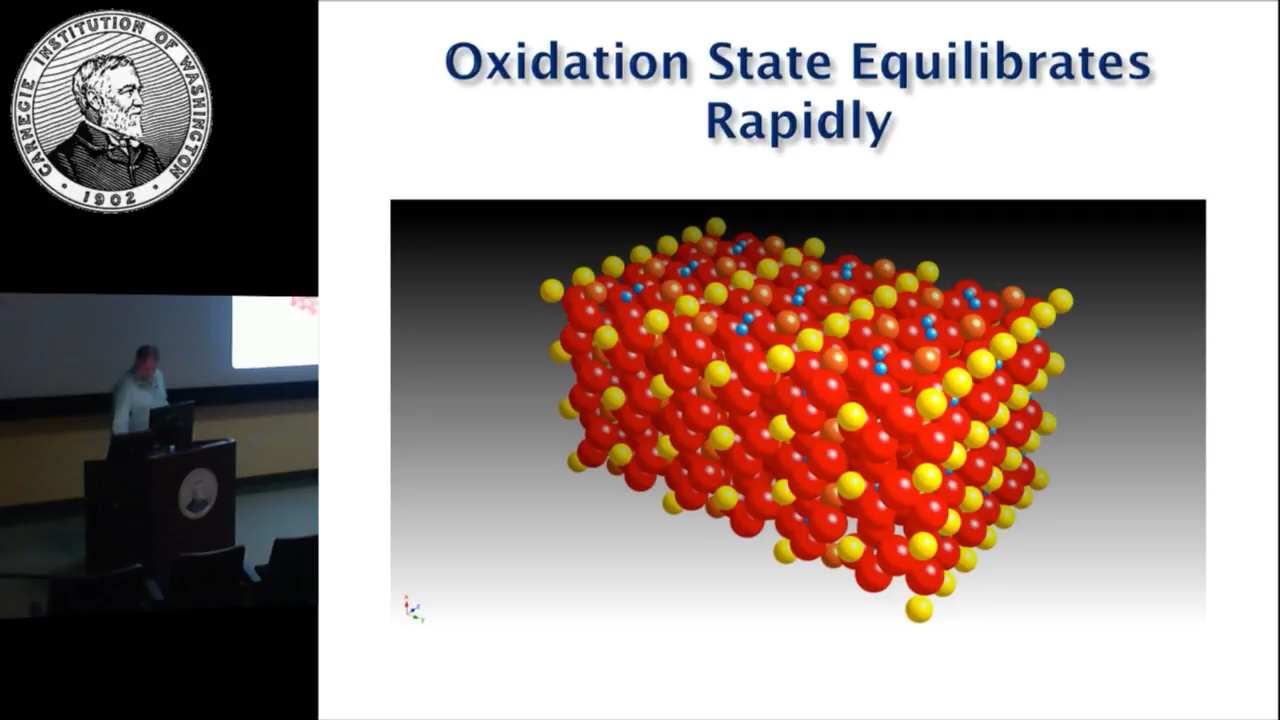 CARNEGIE INSTITUTION OF WASHINGTON
· 1902 ·
Oxidation State Equilibrates
Rapidly